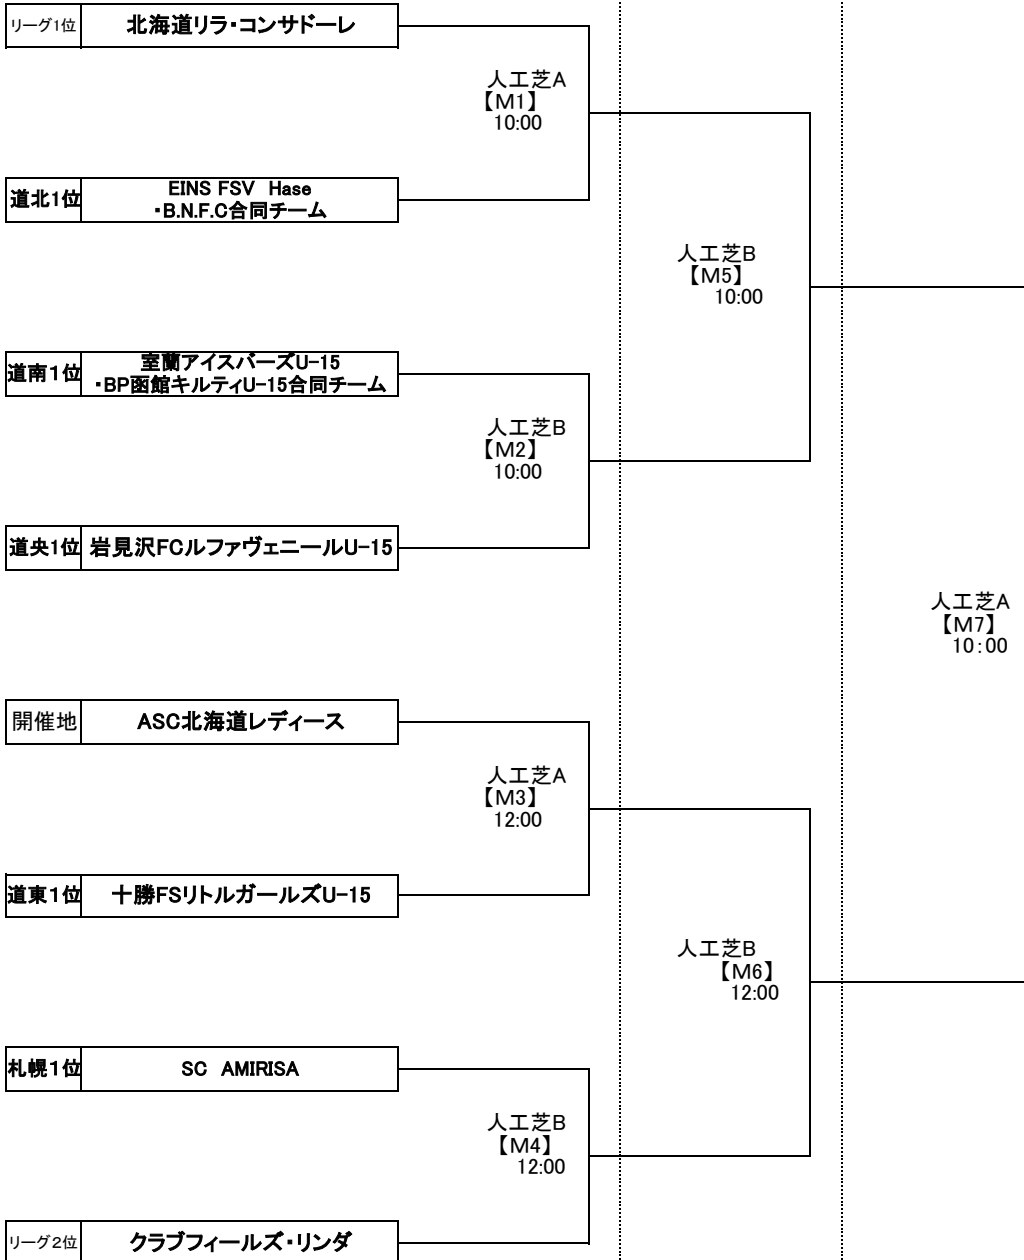 リーグ1位 北海道リラ・コンサドーレ
人工芝A
【M1】
10:00
道北1位 EINS FSV Hase
・B.N.F.C合同チーム
人工芝B
【M5】
10:00
道南1位 室蘭アイスバーズU-15
・BP函館キルティU-15合同チーム
人工芝B
【M2】
10:00
道央1位 岩見沢FCルファヴェニールU-15
人工芝A
【M7】
10:00
開催地 ASC北海道レディース
人工芝A
【M3】
12:00
道東1位 十勝FSリトルガールズU-15
人工芝B
【M6】
12:00
札幌1位 SC AMIRISA
人工芝B
【M4】
12:00
リーグ2位 クラブフィールズ・リンダ